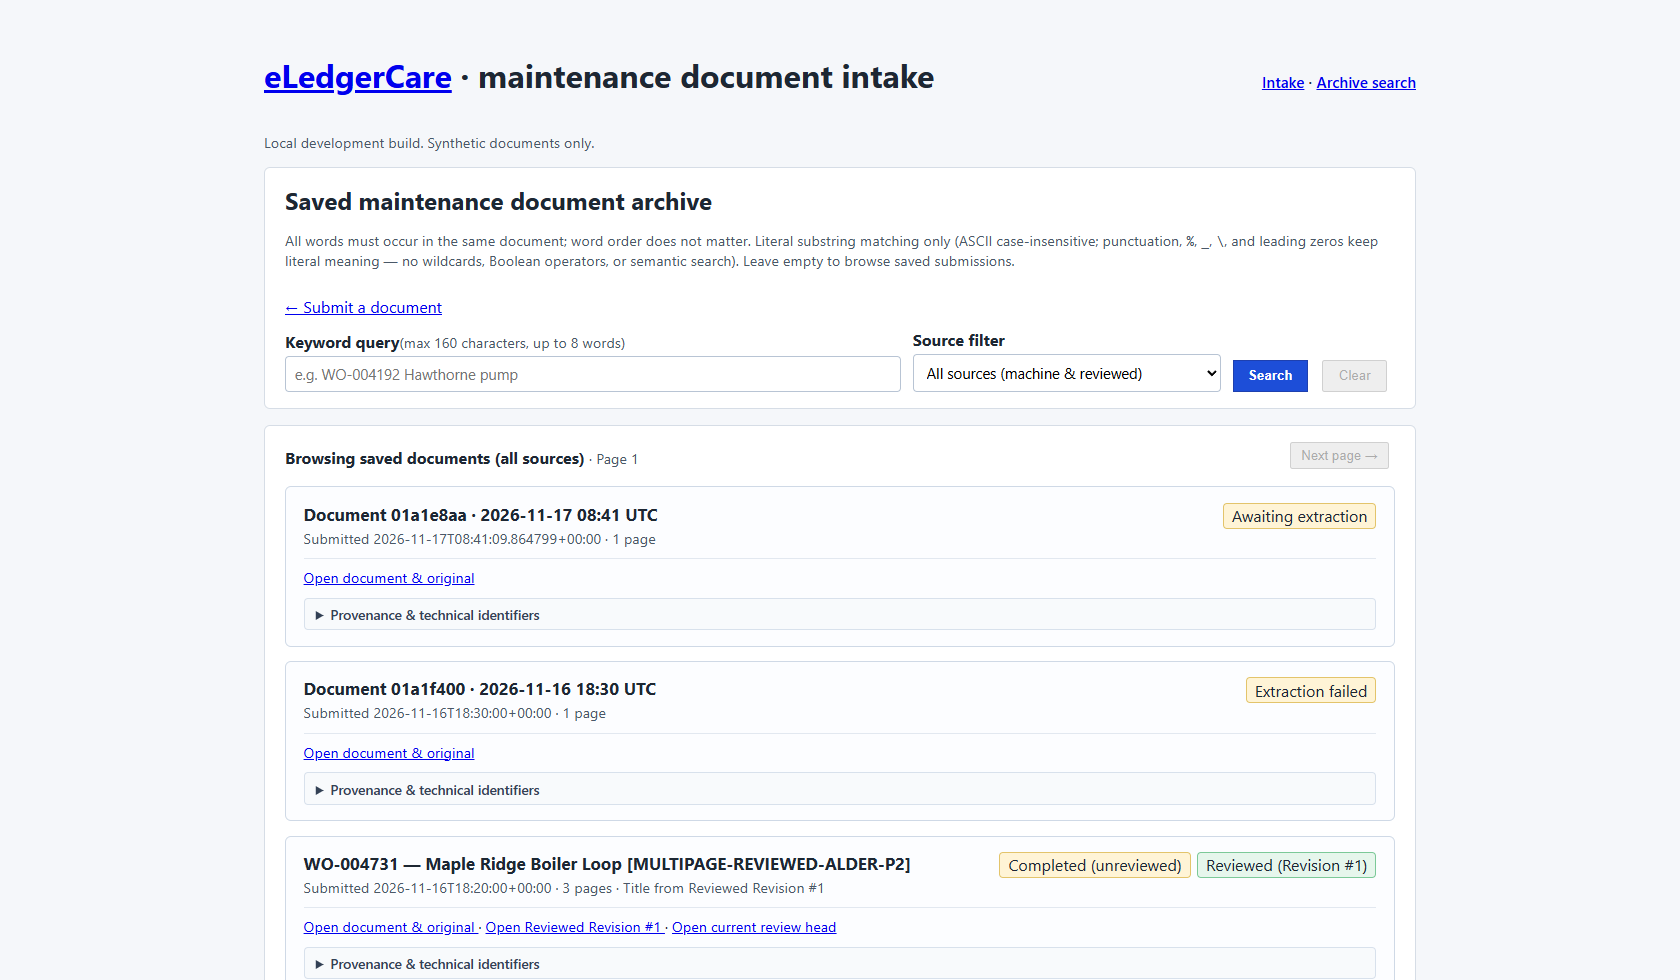 eLedgerCare · maintenance document intake
Intake · Archive search
Local development build. Synthetic documents only.
Saved maintenance document archive
All words must occur in the same document; word order does not matter. Literal substring matching only (ASCII case-insensitive; punctuation, %, _, \, and leading zeros keep
literal meaning — no wildcards, Boolean operators, or semantic search). Leave empty to browse saved submissions.
← Submit a document
Keyword query(max 160 characters, up to 8 words)
Source filter
e.g. WO-004192 Hawthorne pump
All sources (machine & reviewed)
Search
Clear
Browsing saved documents (all sources) · Page 1
Next page →
Document 01a1e8aa · 2026-11-17 08:41 UTC
Awaiting extraction
Submitted 2026-11-17T08:41:09.864799+00:00 · 1 page
Open document & original
▶ Provenance & technical identifiers
Document 01a1f400 · 2026-11-16 18:30 UTC
Extraction failed
Submitted 2026-11-16T18:30:00+00:00 · 1 page
Open document & original
▶ Provenance & technical identifiers
WO-004731 — Maple Ridge Boiler Loop [MULTIPAGE-REVIEWED-ALDER-P2]
Completed (unreviewed)
Reviewed (Revision #1)
Submitted 2026-11-16T18:20:00+00:00 · 3 pages · Title from Reviewed Revision #1
Open document & original · Open Reviewed Revision #1 · Open current review head
▶ Provenance & technical identifiers